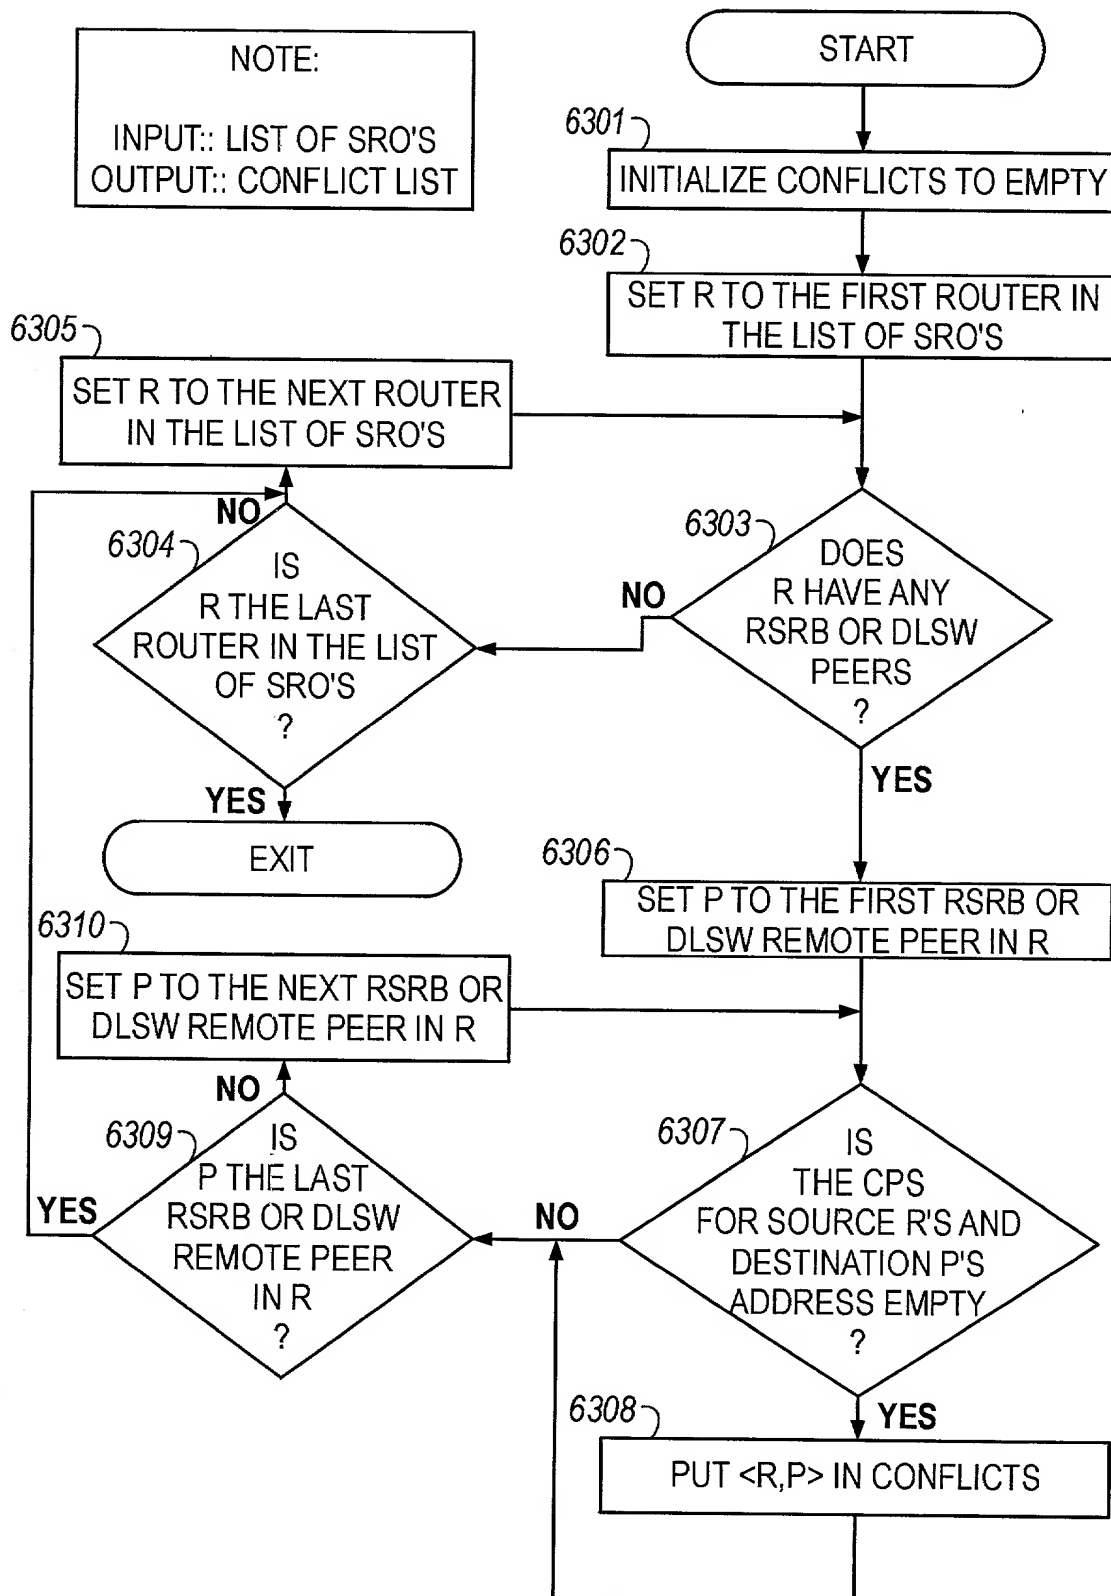 NOTE:
INPUT:: LIST OF SRO'S
OUTPUT:: CONFLICT LIST
START
6301
INITIALIZE CONFLICTS TO EMPTY
6302
SET R TO THE FIRST ROUTER IN
THE LIST OF SRO'S
6305
SET R TO THE NEXT ROUTER
IN THE LIST OF SRO'S
NO
6304
IS
R THE LAST
ROUTER IN THE LIST
OF SRO'S
?
YES
EXIT
6303
DOES
R HAVE ANY
RSRB OR DLSW
PEERS
?
NO
YES
6306
SET P TO THE FIRST RSRB OR
DLSW REMOTE PEER IN R
6310
SET P TO THE NEXT RSRB OR
DLSW REMOTE PEER IN R
NO
6309
IS
P THE LAST
RSRB OR DLSW
REMOTE PEER
IN R
?
YES
6307
IS
THE CPS
FOR SOURCE R'S AND
DESTINATION P'S
ADDRESS EMPTY
?
NO
YES
6308
PUT <R,P> IN CONFLICTS